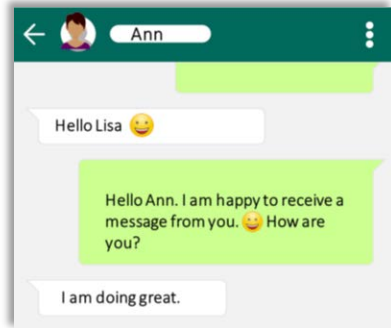 Ann
Hello Lisa 😀
Hello Ann. I am happy to receive a
message from you. 😀 How are
you?
I am doing great.